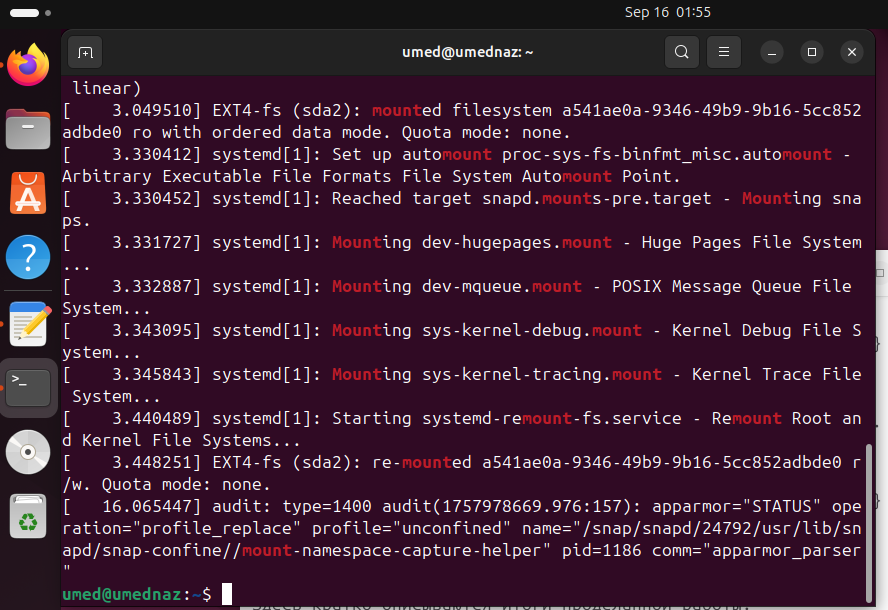 Sep 16 01:55
umed@umednaz: ~
linear)
[    3.049510] EXT4-fs (sda2): mounted filesystem a541ae0a-9346-49b9-9b16-5cc852
adbde0 ro with ordered data mode. Quota mode: none.
[    3.330412] systemd[1]: Set up automount proc-sys-fs-binfmt_misc.automount -
Arbitrary Executable File Formats File System Automount Point.
[    3.330452] systemd[1]: Reached target snapd.mounts-pre.target - Mounting sna
ps.
[    3.331727] systemd[1]: Mounting dev-hugepages.mount - Huge Pages File System
...
[    3.332887] systemd[1]: Mounting dev-mqueue.mount - POSIX Message Queue File
System...
[    3.343095] systemd[1]: Mounting sys-kernel-debug.mount - Kernel Debug File S
ystem...
[    3.345843] systemd[1]: Mounting sys-kernel-tracing.mount - Kernel Trace File
 System...
[    3.440489] systemd[1]: Starting systemd-remount-fs.service - Remount Root an
d Kernel File Systems...
[    3.448251] EXT4-fs (sda2): re-mounted a541ae0a-9346-49b9-9b16-5cc852adbde0 r
/w. Quota mode: none.
[   16.065447] audit: type=1400 audit(1757978669.976:157): apparmor="STATUS" ope
ration="profile_replace" profile="unconfined" name="/snap/snapd/24792/usr/lib/sn
apd/snap-confine//mount-namespace-capture-helper" pid=1186 comm="apparmor_parser
"
umed@umednaz:~$